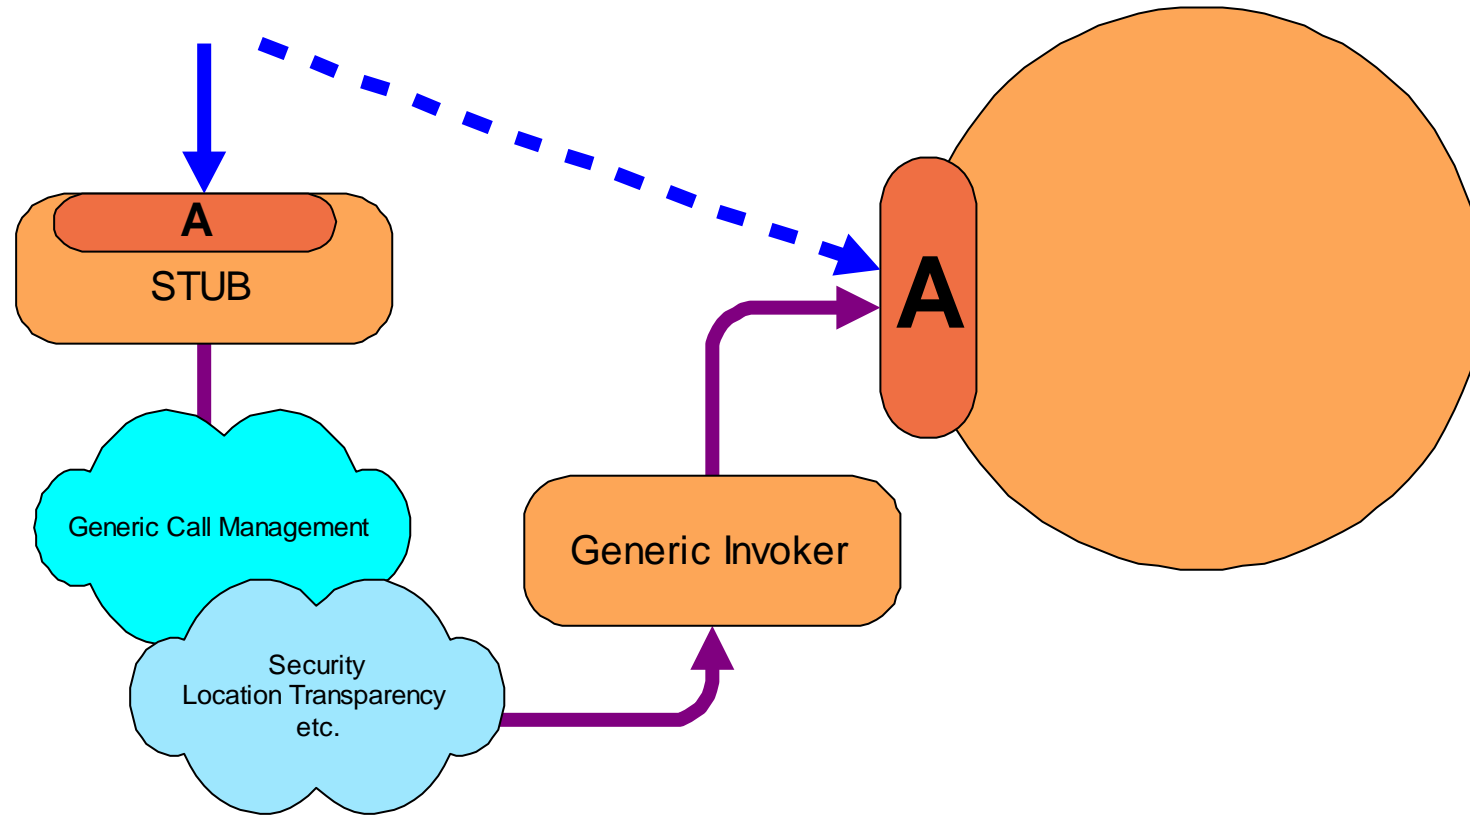 A
STUB
A
Generic Call Management
Generic Invoker
Security
Location Transparency
etc.